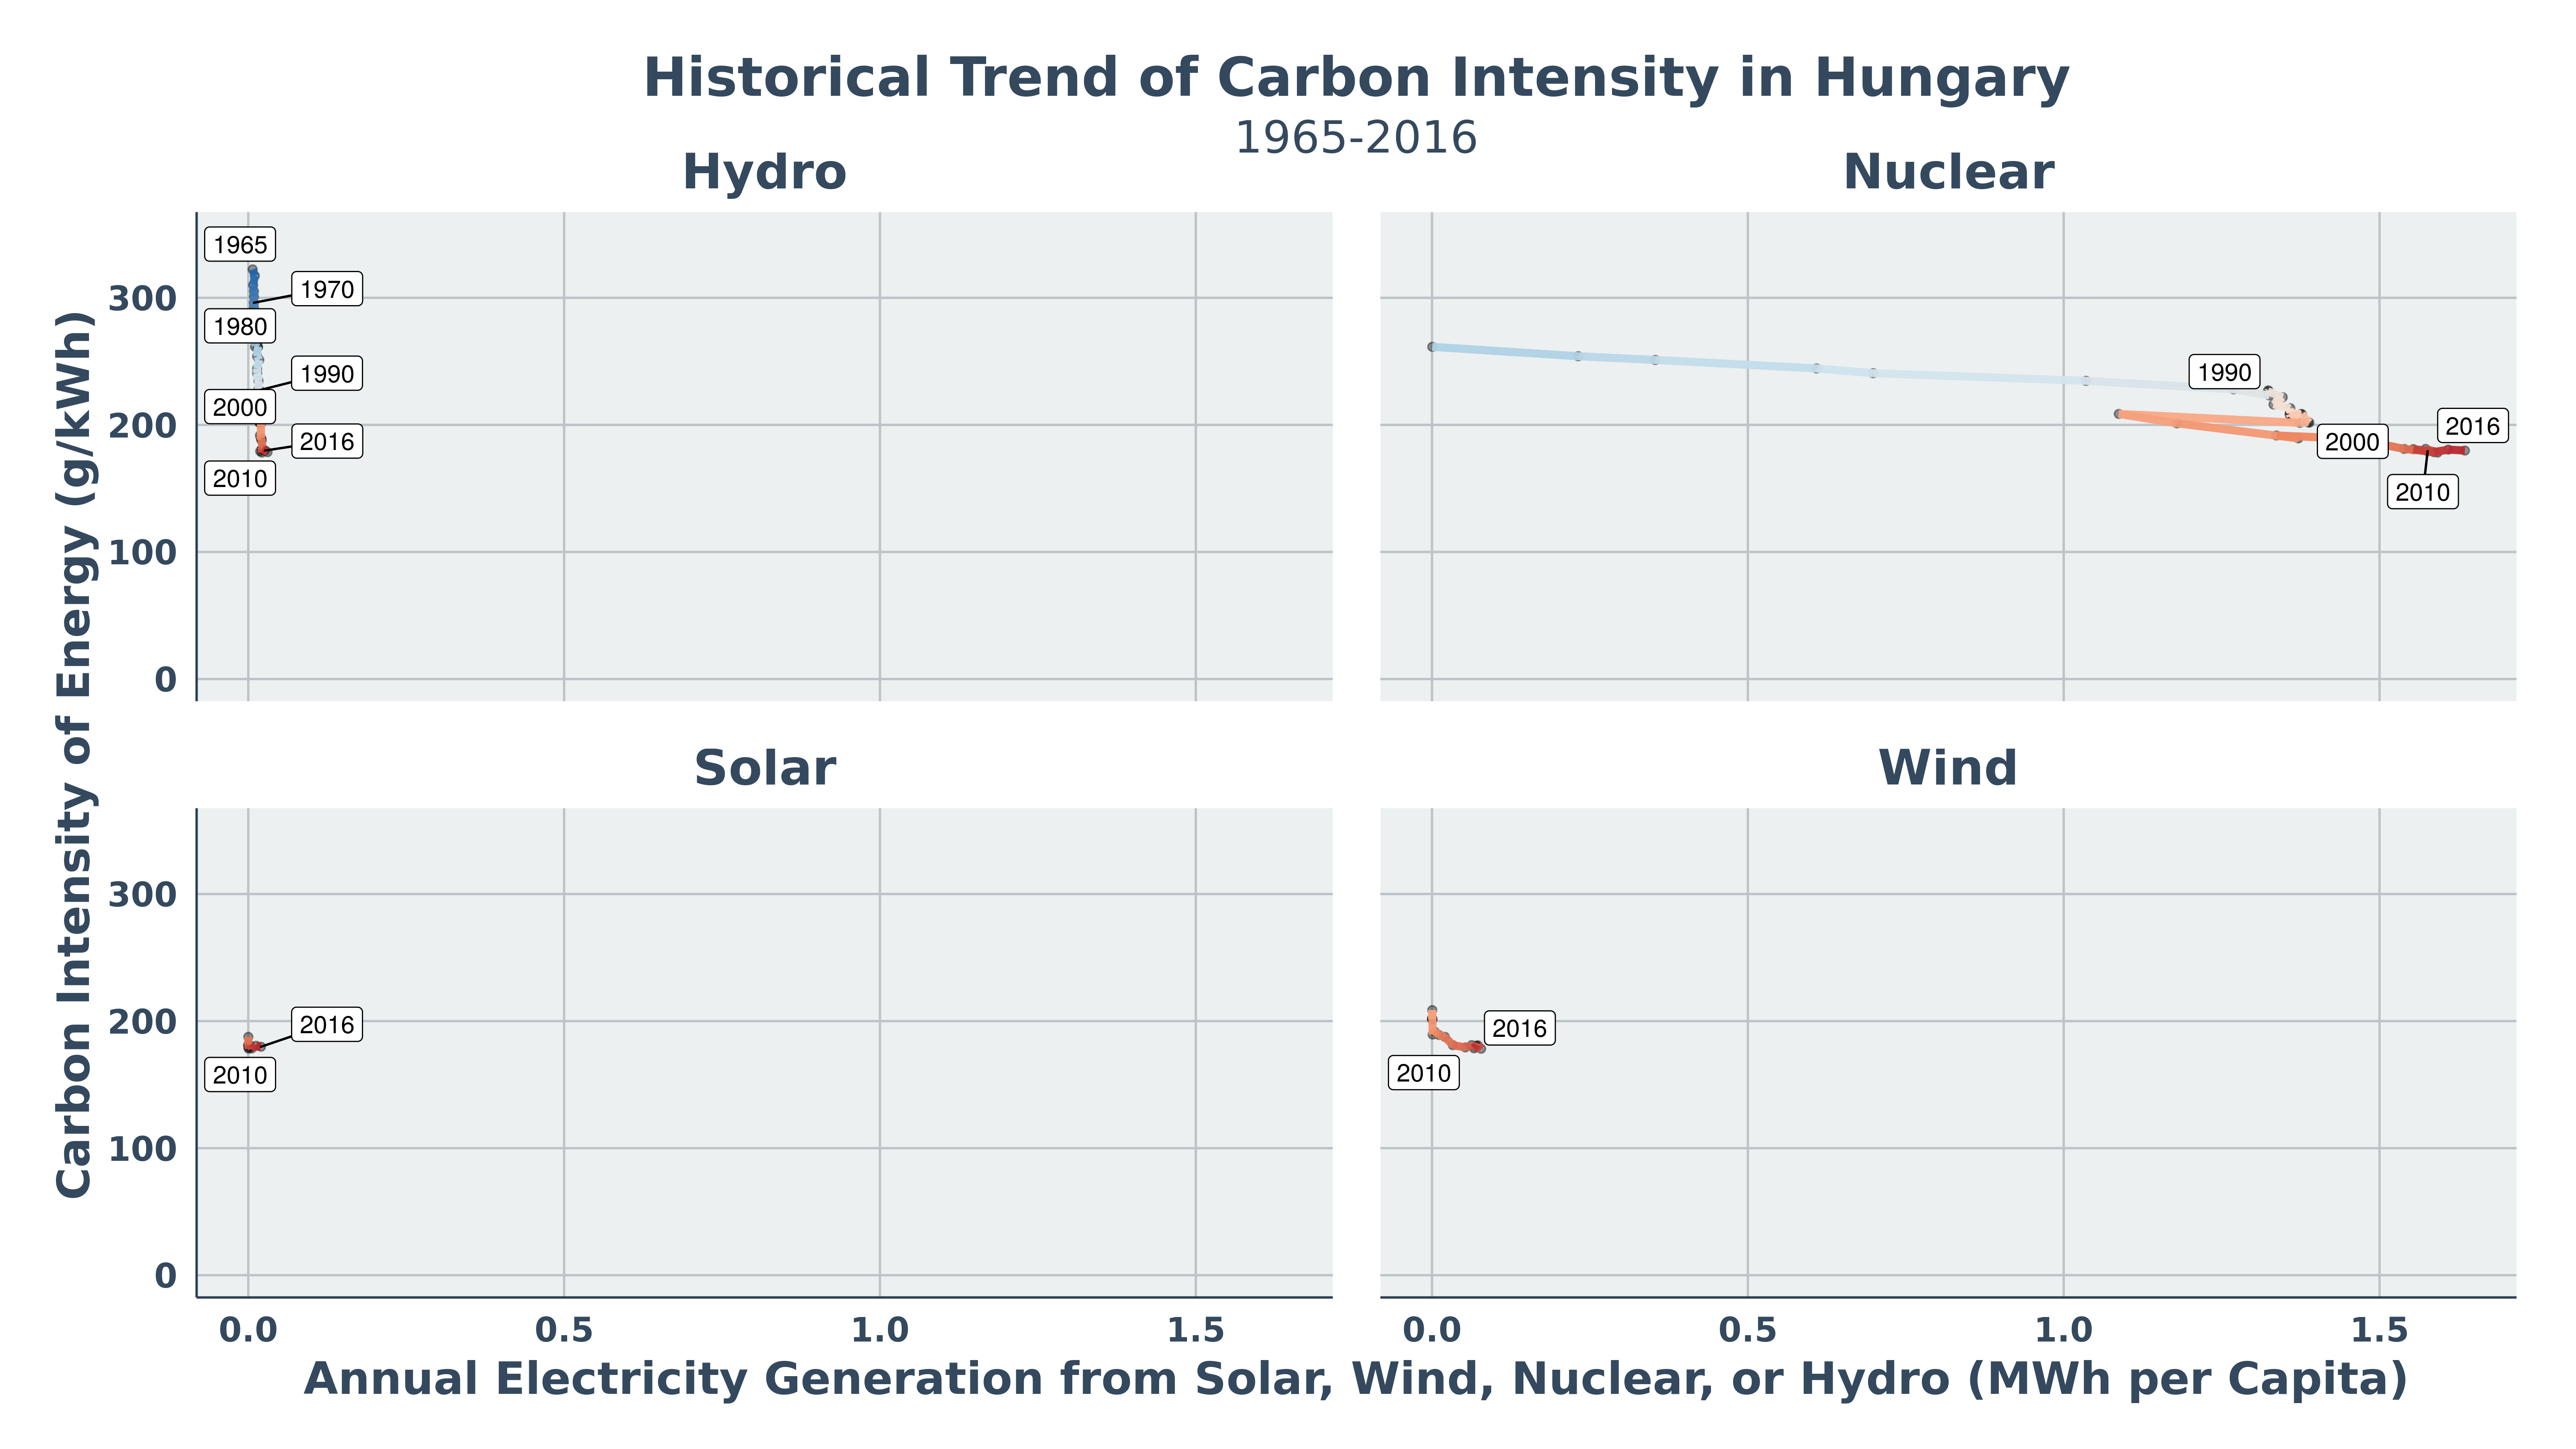 Historical Trend of Carbon Intensity in Hungary
1965-2016
Hydro
Nuclear
Carbon Intensity of Energy (g/kWh)
300
200
100
0
1965
1970
1980
1990
2000
2016
2010
1990
2016
2000
2010
Solar
Wind
300
200
100
0
2016
2010
2016
2010
0.0 0.5 1.0 1.5
0.0 0.5 1.0 1.5
Annual Electricity Generation from Solar, Wind, Nuclear, or Hydro (MWh per Capita)